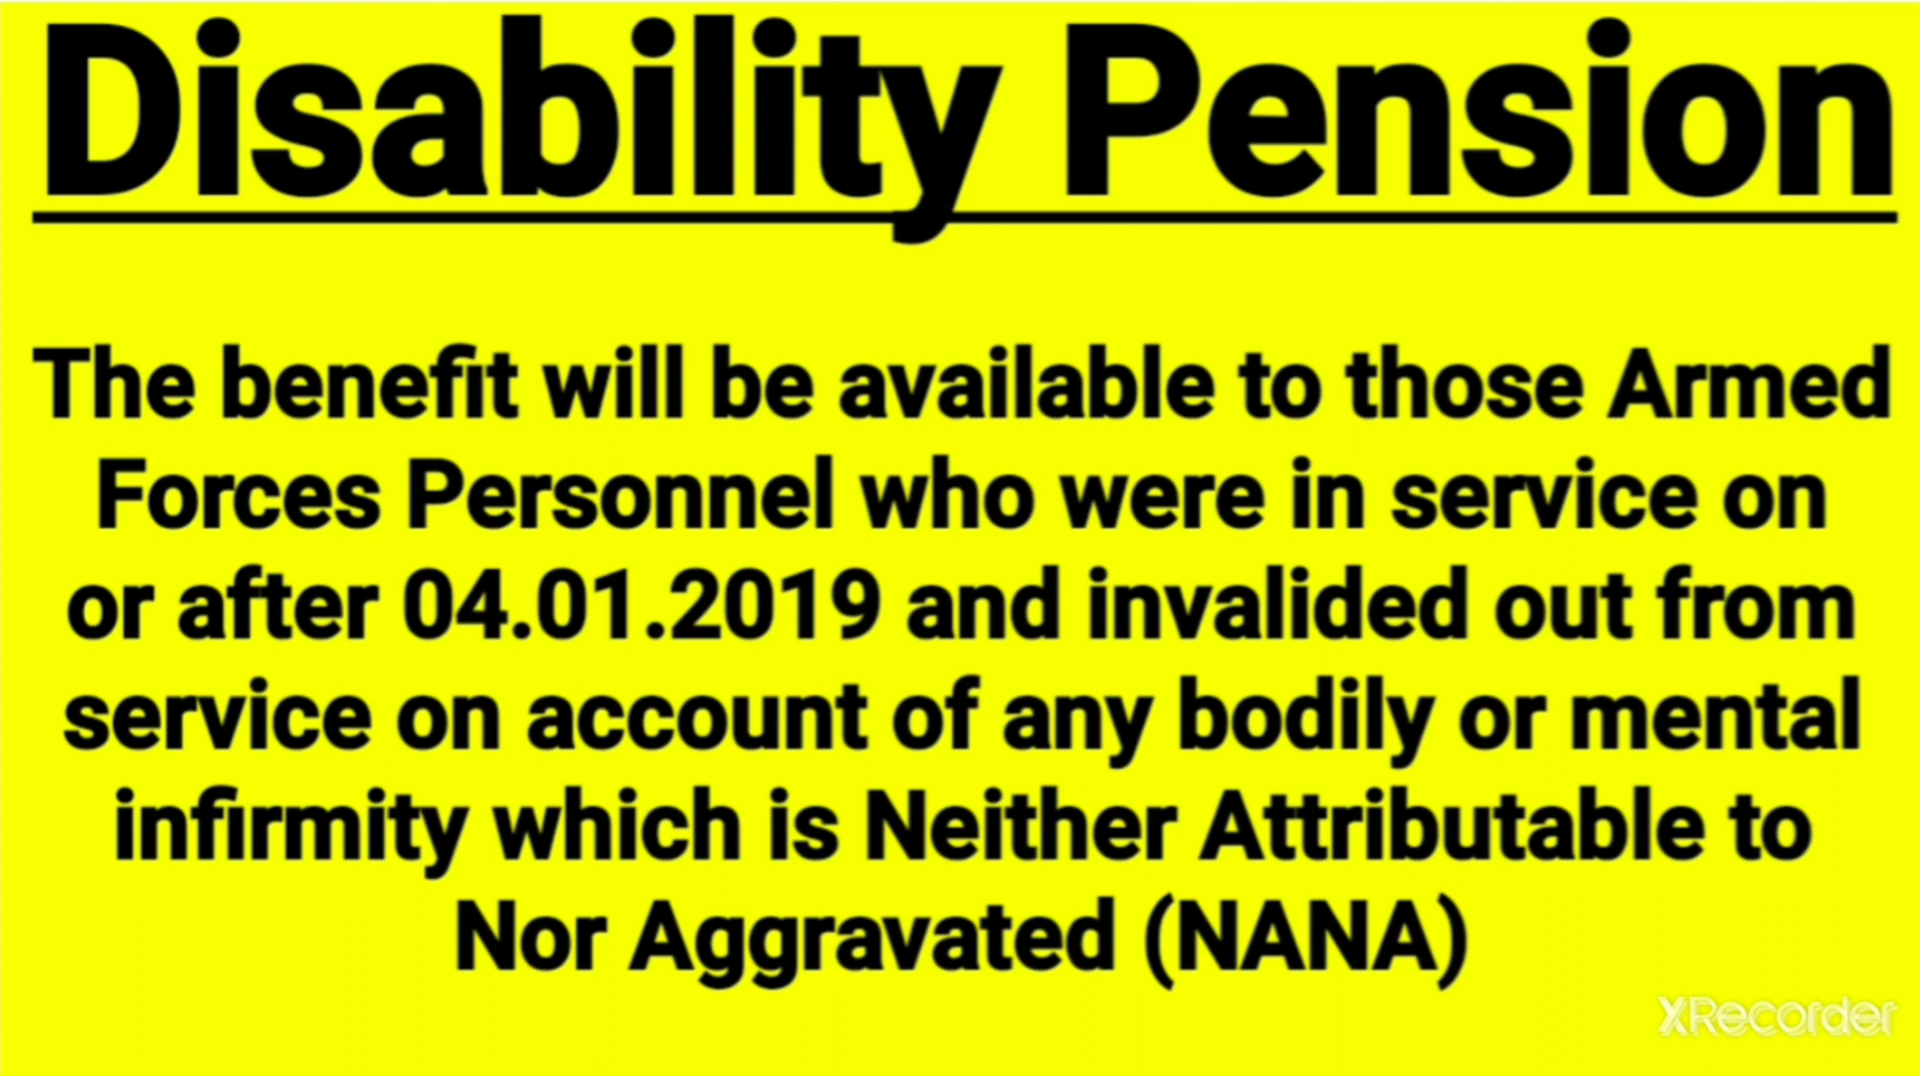 Disability Pension
The benefit will be available to those Armed
Forces Personnel who were in service on
or after 04.01.2019 and invalided out from
service on account of any bodily or mental
infirmity which is Neither Attributable to
Nor Aggravated (NANA)
XRecorder